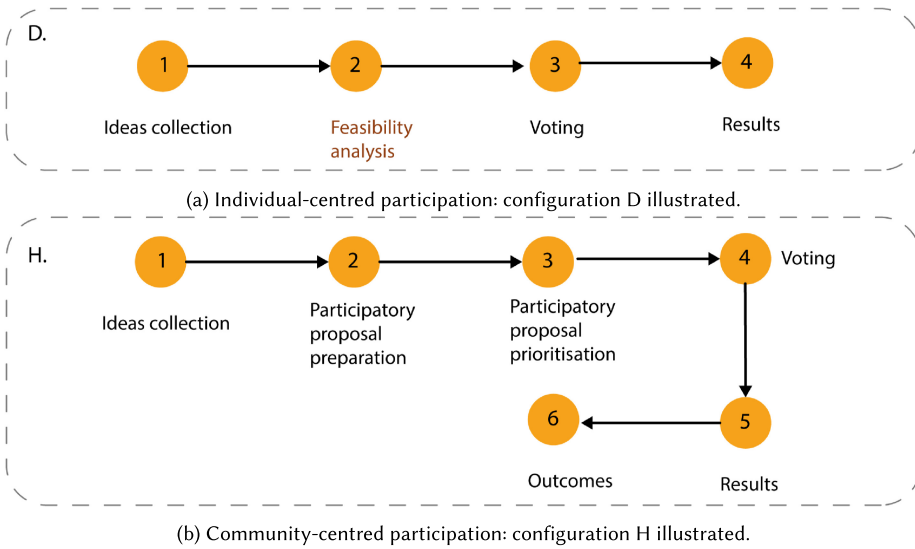 D.
1
2
3
4
Ideas collection
Feasibility
analysis
Voting
Results
(a) Individual-centred participation: configuration D illustrated.
H.
1
2
3
4
Voting
Ideas collection
Participatory
proposal
preparation
Participatory
proposal
prioritisation
6
5
Outcomes
Results
(b) Community-centred participation: configuration H illustrated.